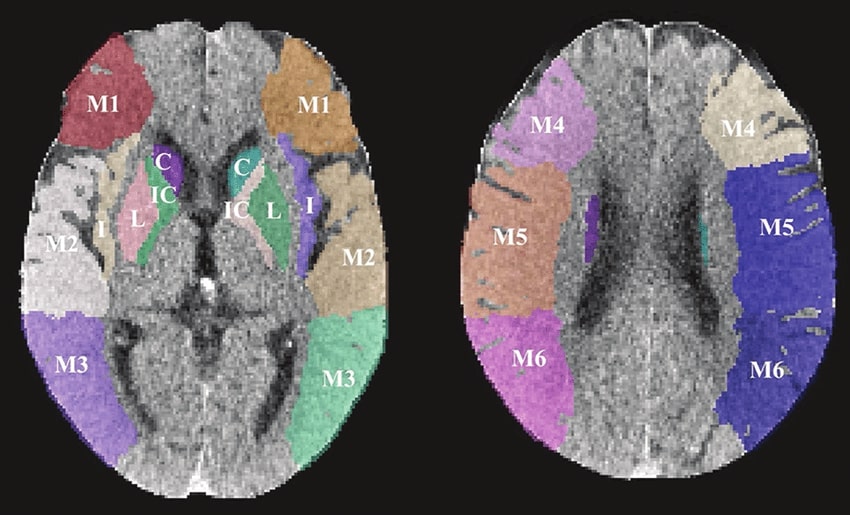 M1 M1
C C
IC
L IC L
I I
M2 M2
M3 M3
M4 M4
M5 M5
M6 M6